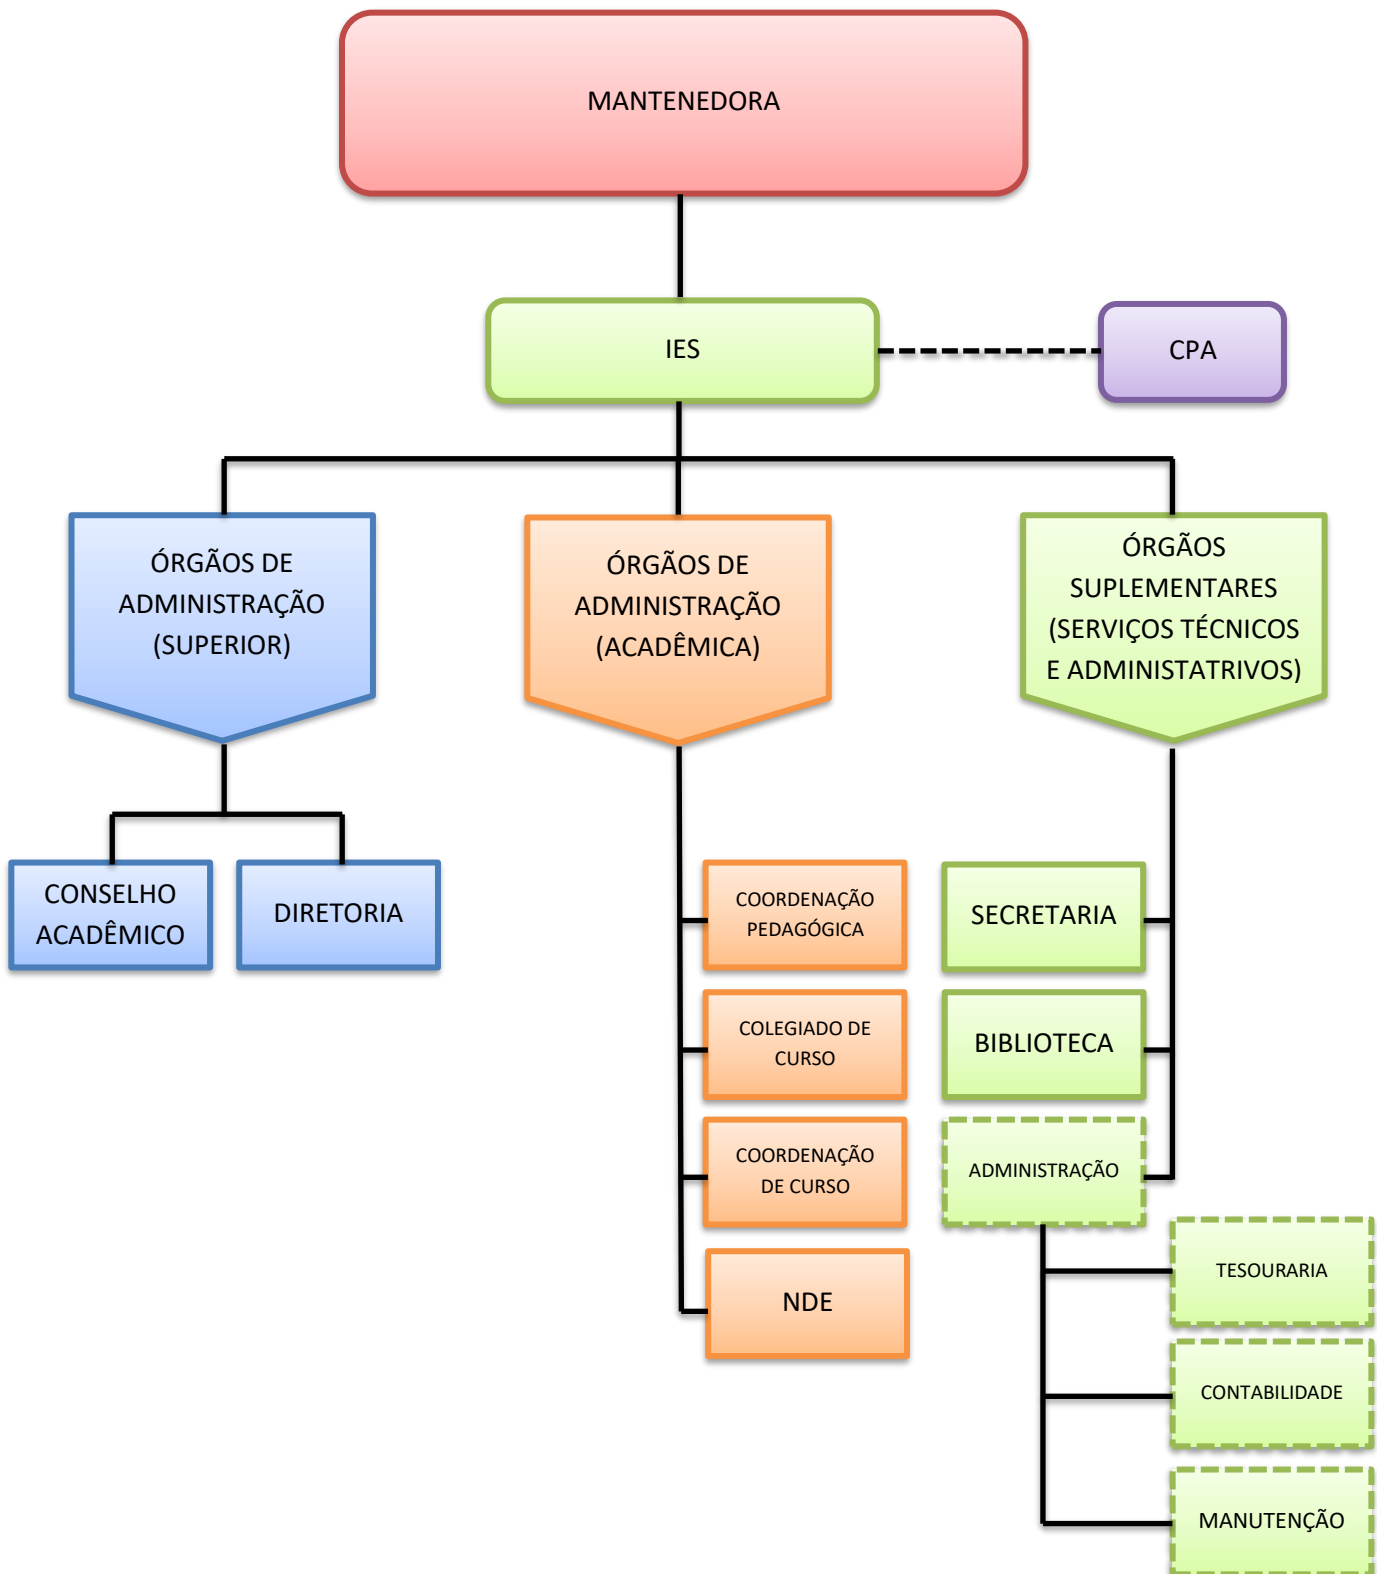 MANTENEDORA
IES
CPA
ÓRGÃOS DE
ADMINISTRAÇÃO
(SUPERIOR)
ÓRGÃOS DE
ADMINISTRAÇÃO
(ACADÊMICA)
ÓRGÃOS
SUPLEMENTARES
(SERVIÇOS TÉCNICOS
E ADMINISTATRIVOS)
CONSELHO
ACADÊMICO
DIRETORIA
COORDENAÇÃO
PEDAGÓGICA
COLEGIADO DE
CURSO
COORDENAÇÃO
DE CURSO
NDE
SECRETARIA
BIBLIOTECA
ADMINISTRAÇÃO
TESOURARIA
CONTABILIDADE
MANUTENÇÃO